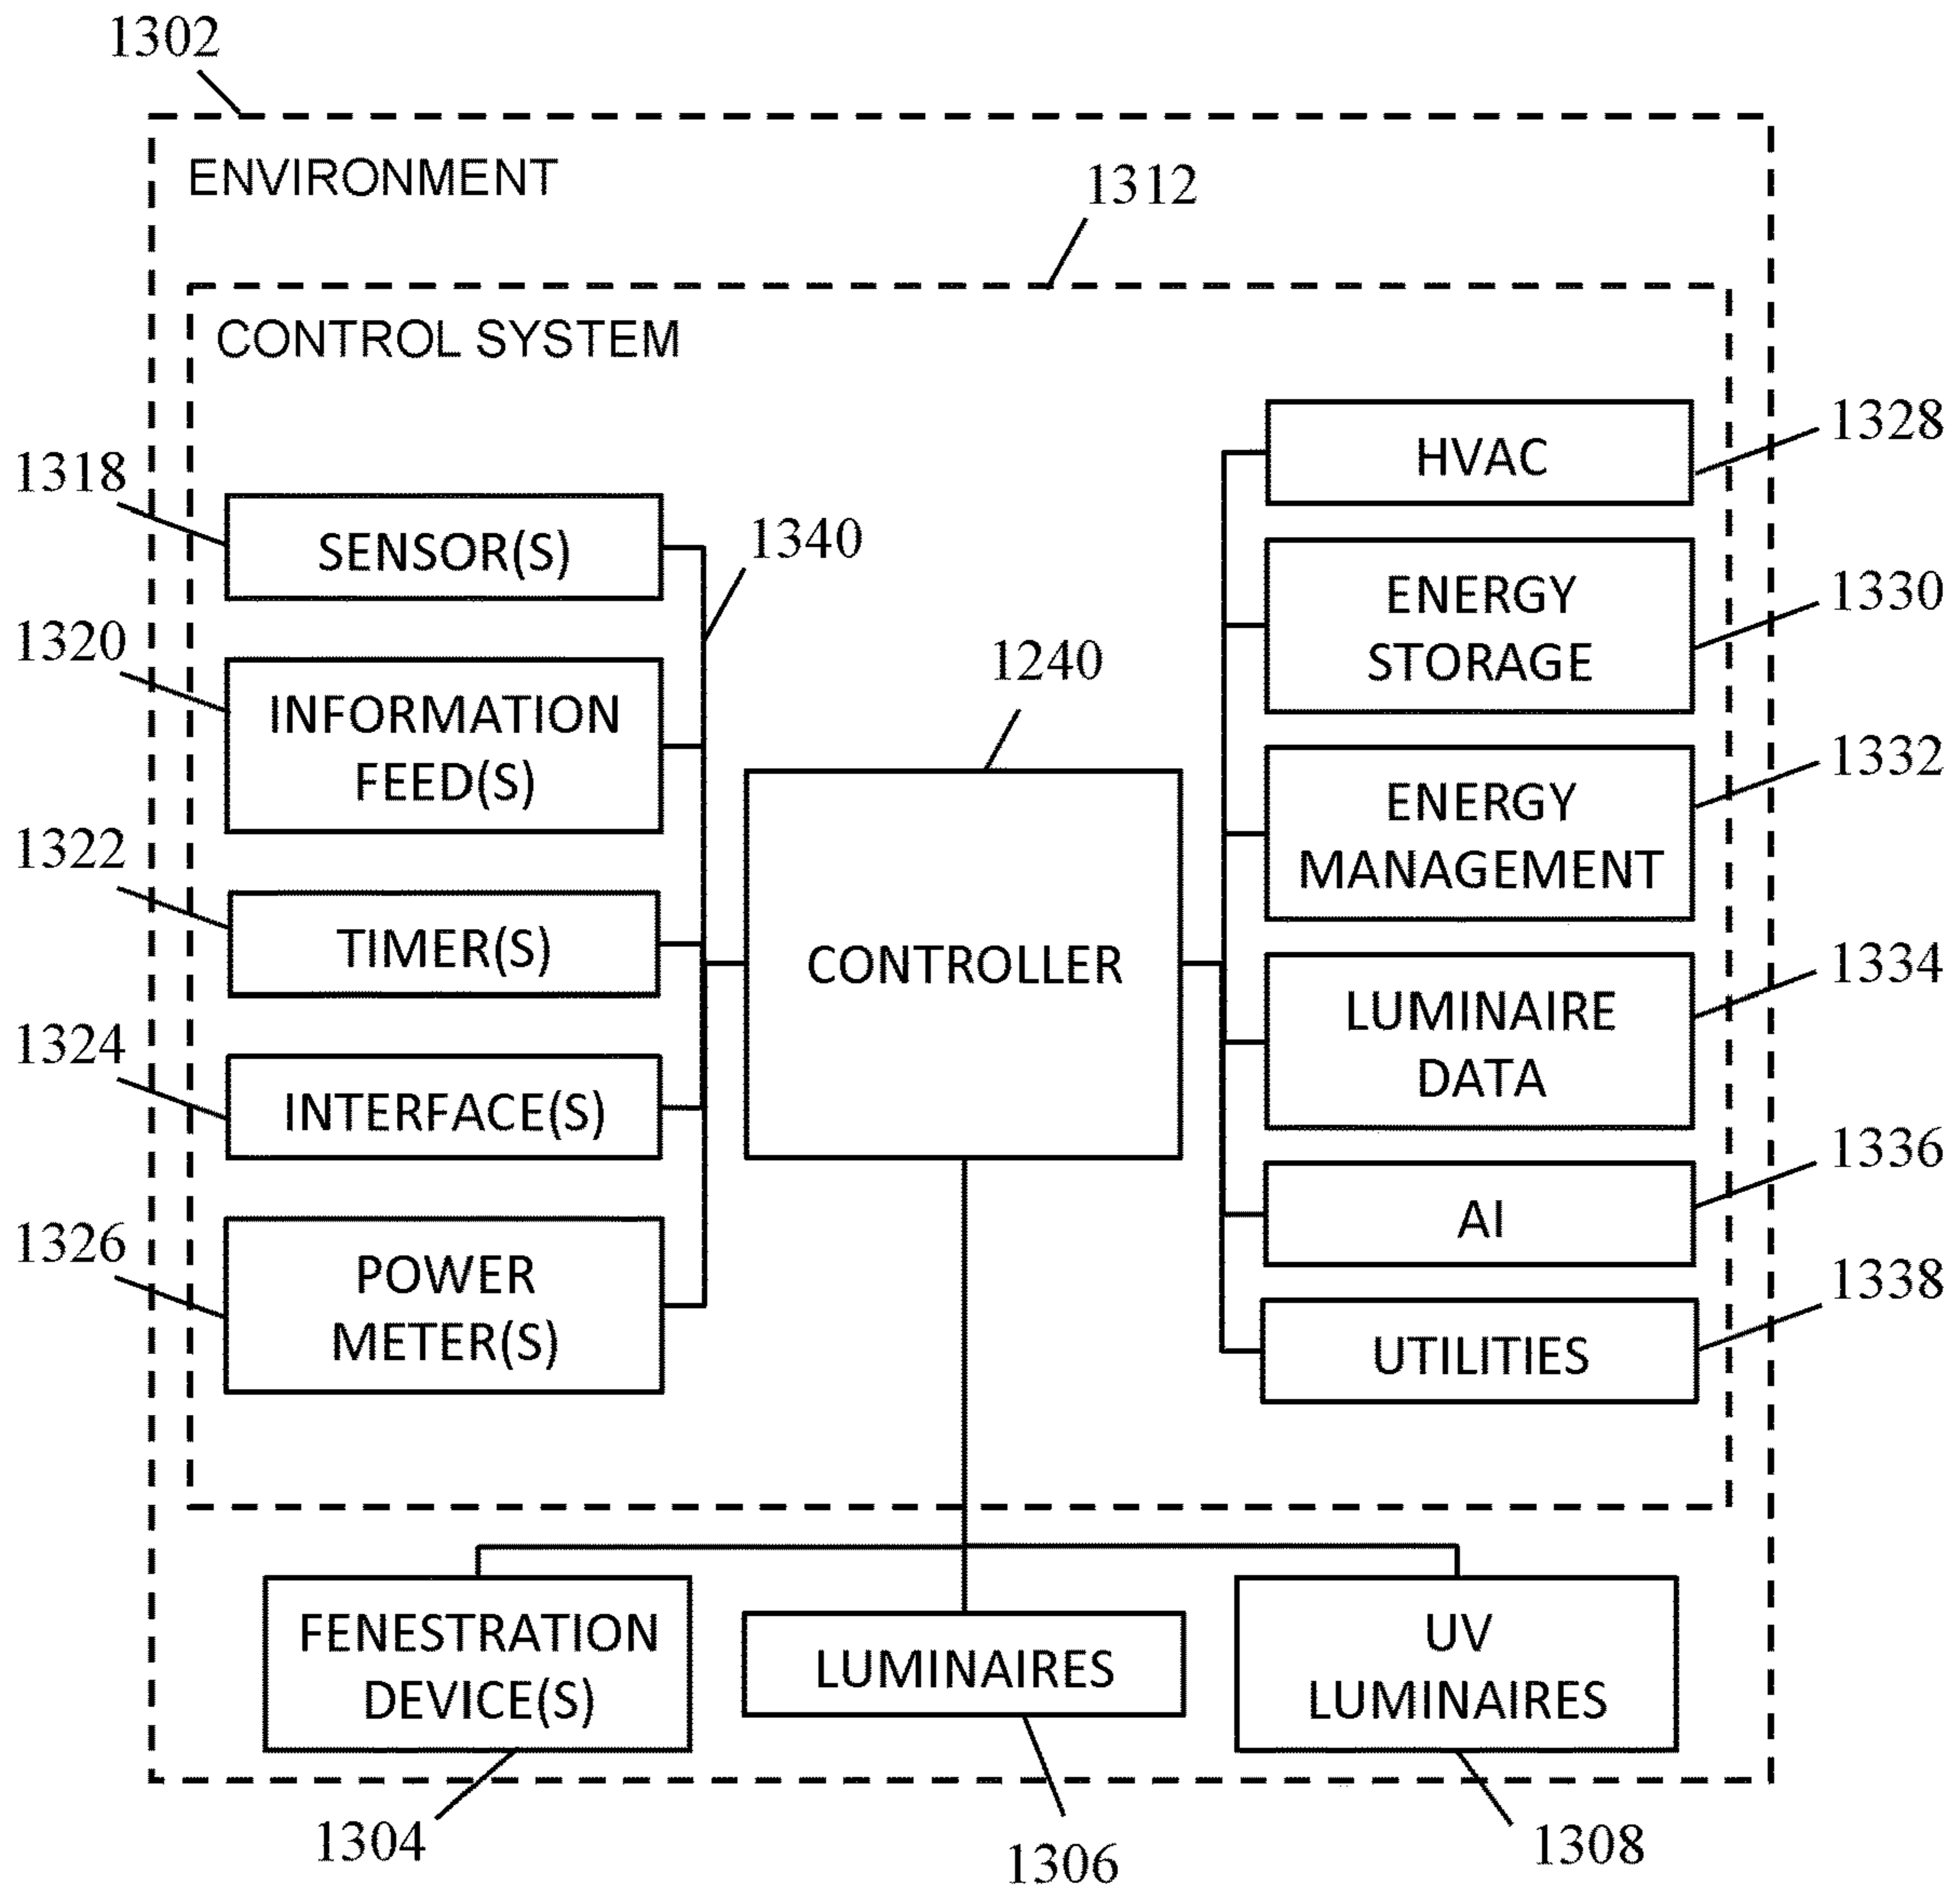 1302
ENVIRONMENT
1312
CONTROL SYSTEM
1318
SENSOR(S)
1340
1320
INFORMATION
FEED(S)
1322
TIMER(S)
1324
INTERFACE(S)
1326
POWER
METER(S)
1240
CONTROLLER
HVAC
1328
ENERGY
STORAGE
1330
ENERGY
MANAGEMENT
1332
LUMINAIRE
DATA
1334
AI
1336
UTILITIES
1338
FENESTRATION
DEVICE(S)
1304
LUMINAIRES
1306
UV
LUMINAIRES
1308